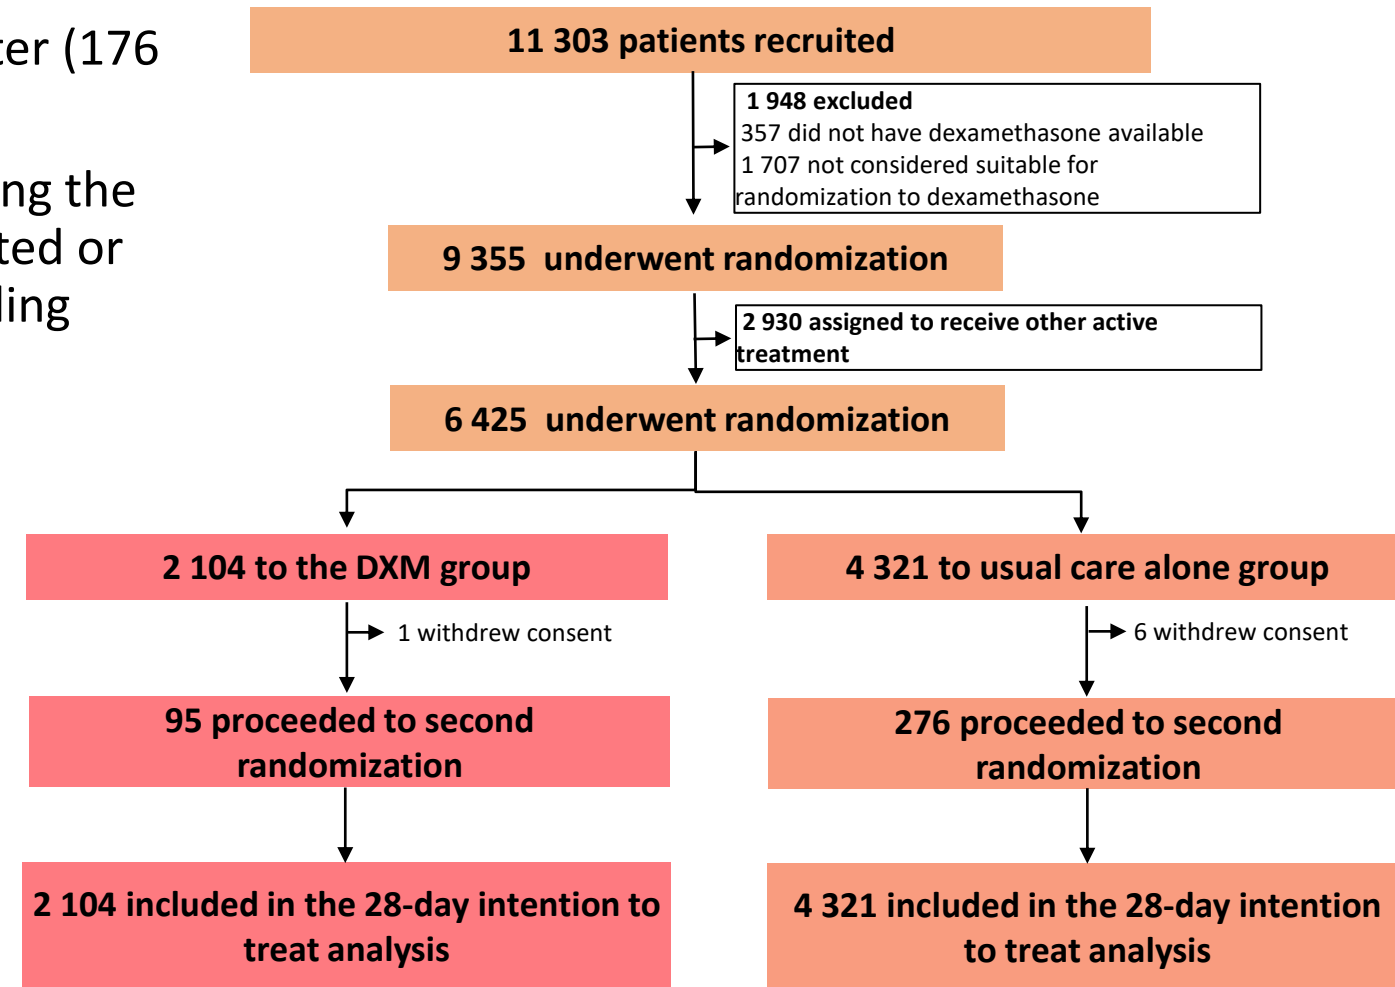 ter (176
ng the
ted or
ling
11 303 patients recruited
1 948 excluded
357 did not have dexamethasone available
1 707 not considered suitable for
randomization to dexamethasone
9 355 underwent randomization
2 930 assigned to receive other active
treatment
6 425 underwent randomization
2 104 to the DXM group
4 321 to usual care alone group
1 withdrew consent
6 withdrew consent
95 proceeded to second
randomization
276 proceeded to second
randomization
2 104 included in the 28-day intention to
treat analysis
4 321 included in the 28-day intention
to treat analysis